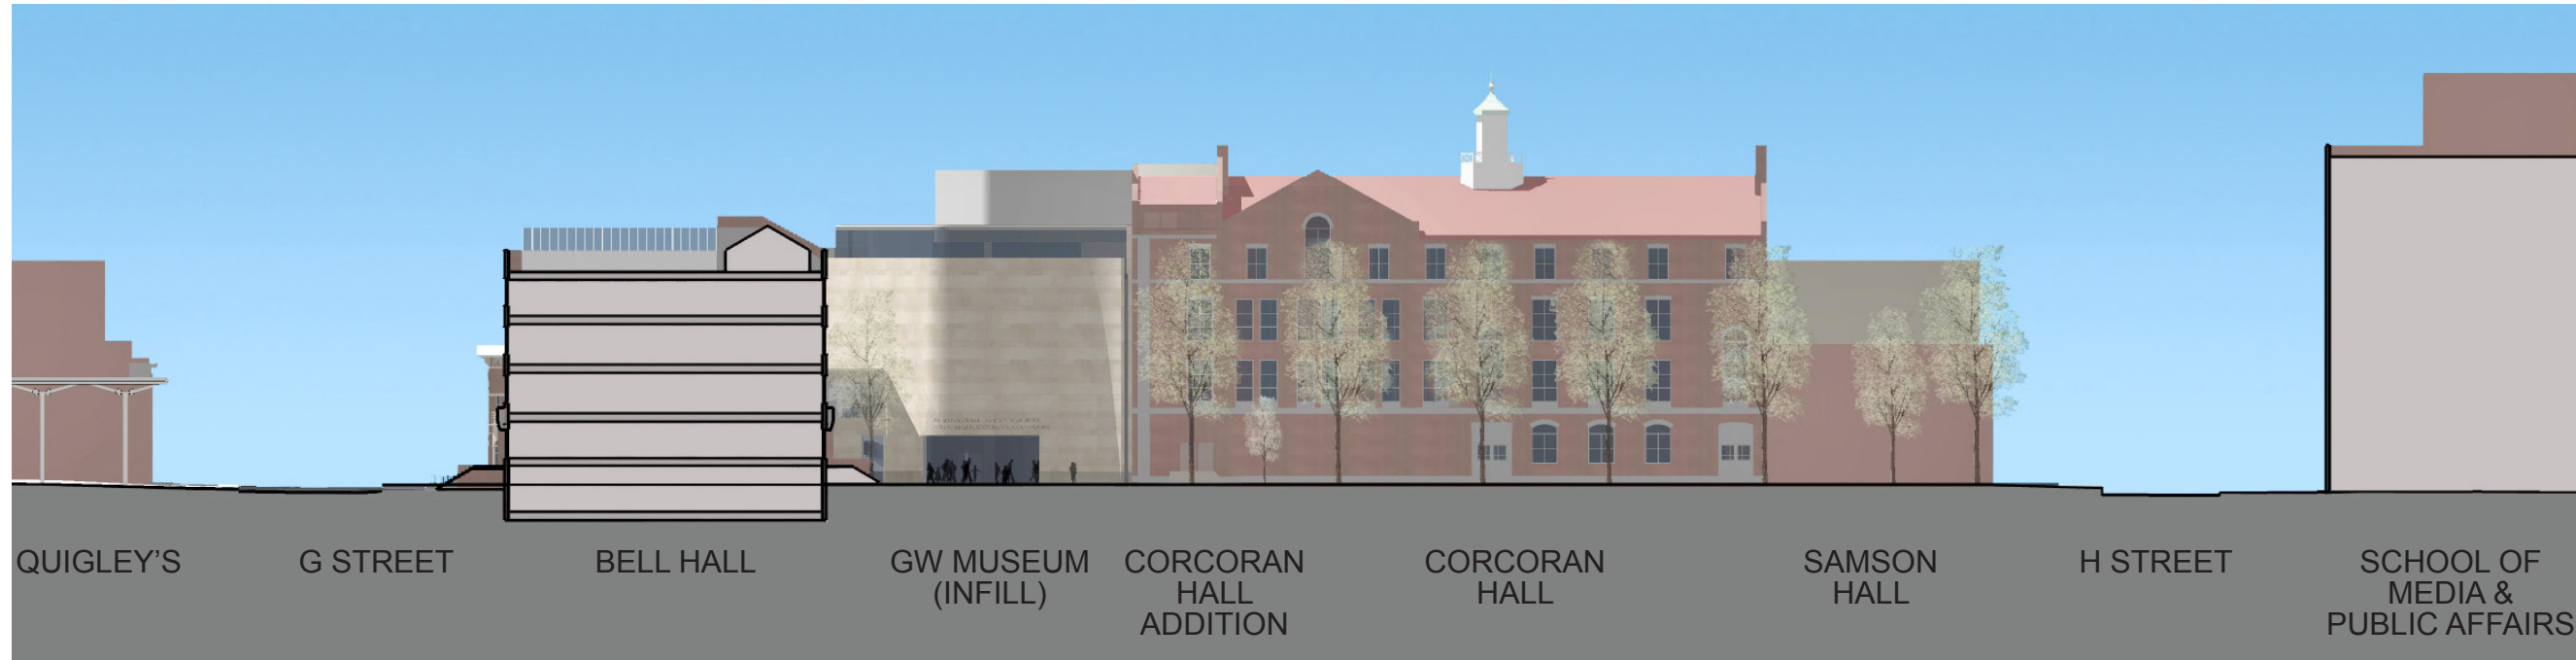 QUIGLEY'S
G STREET
BELL HALL
GW MUSEUM
(INFILL)
CORCORAN
HALL
ADDITION
CORCORAN
HALL
SAMSON
HALL
H STREET
SCHOOL OF
MEDIA &
PUBLIC AFFAIRS